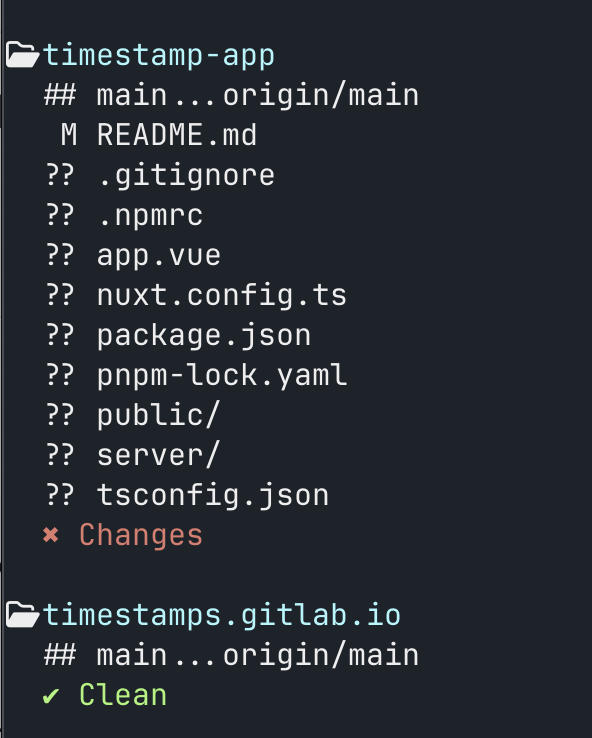 timestamp-app
## main...origin/main
 M README.md
?? .gitignore
?? .npmrc
?? app.vue
?? nuxt.config.ts
?? package.json
?? pnpm-lock.yaml
?? public/
?? server/
?? tsconfig.json
✖ Changes
timestamps.gitlab.io
## main...origin/main
✔ Clean